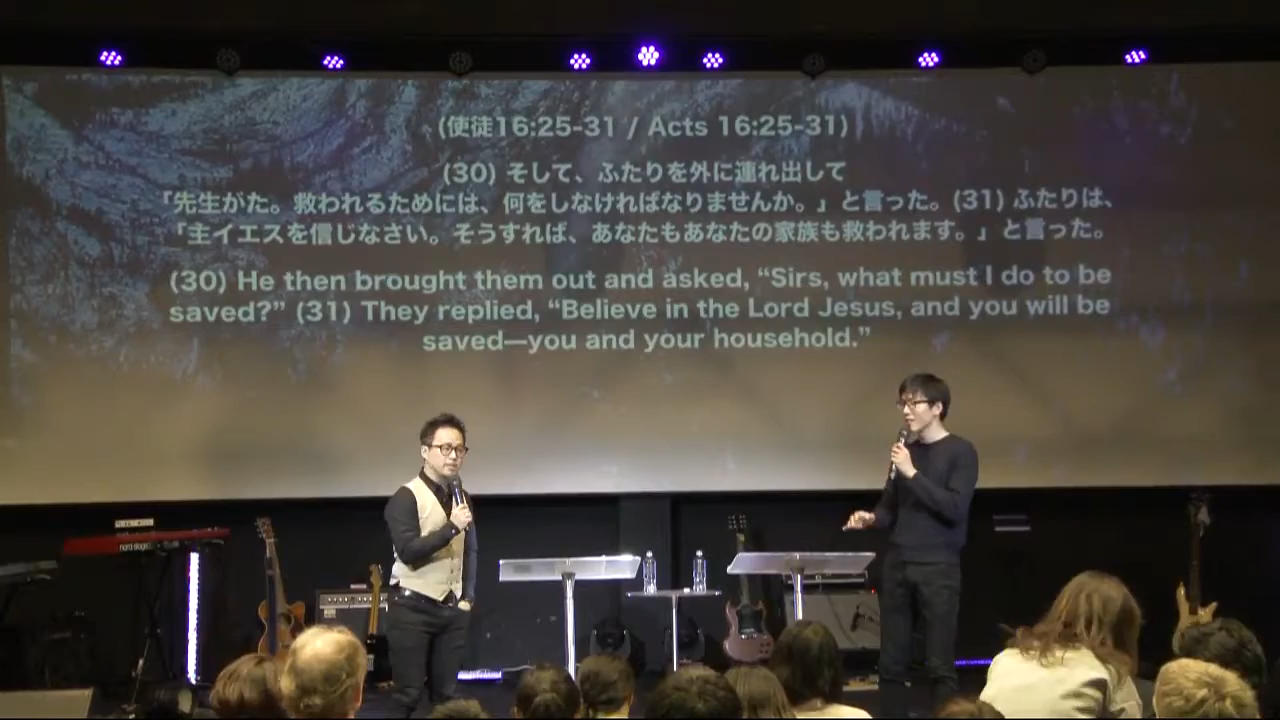 (使徒16:25-31 / Acts 16:25-31)
(30) そして、ふたりを外に連れ出して
「先生がた。救われるためには、何をしなければなりませんか。」と言った。(31) ふたりは、
「主イエスを信じなさい。そうすれば、あなたもあなたの家族も救われます。」と言った。
(30) He then brought them out and asked, “Sirs, what must I do to be
saved?” (31) They replied, “Believe in the Lord Jesus, and you will be
saved—you and your household.”
nord stage